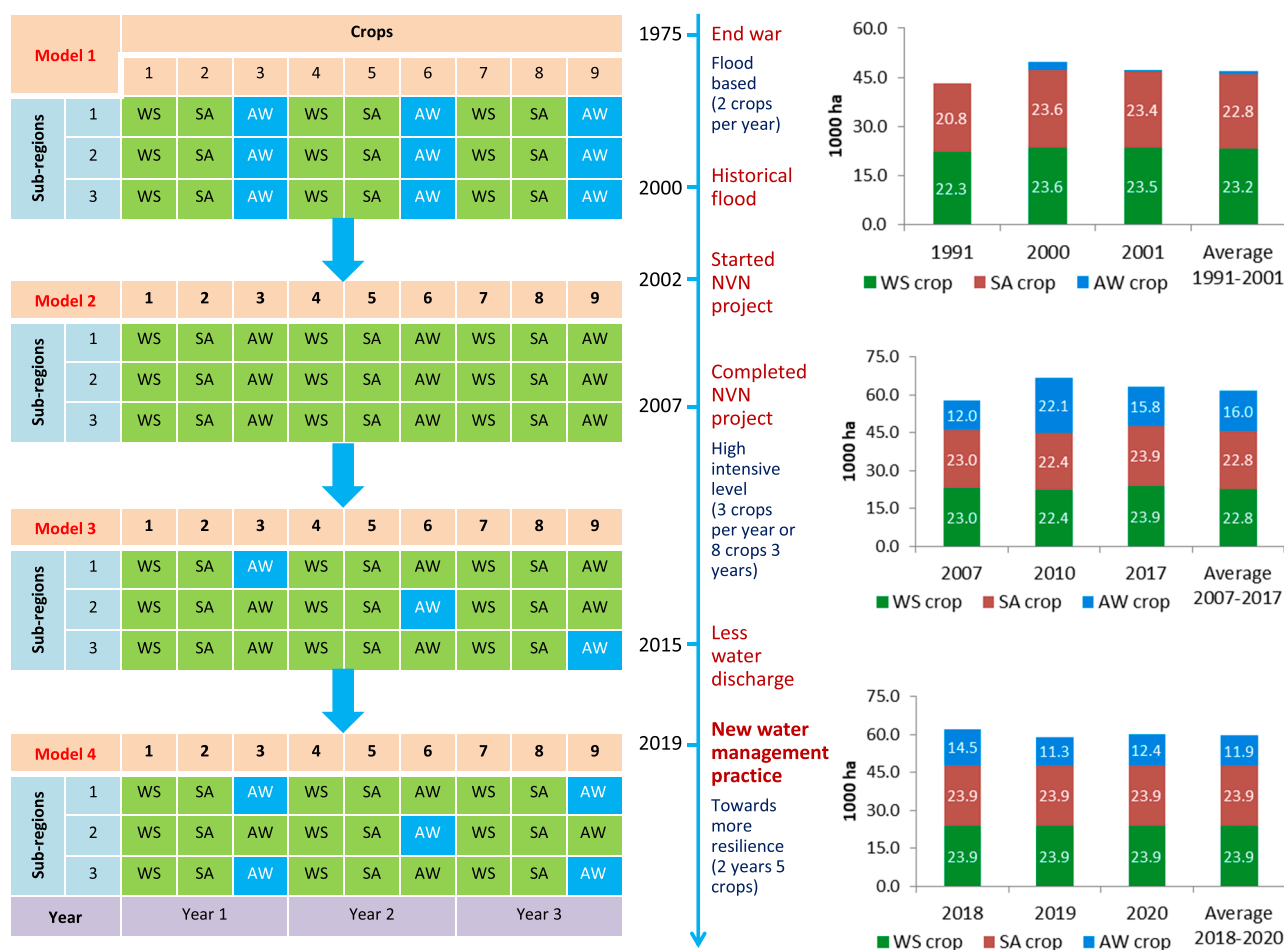 Model 1
Crops
1 2 3 4 5 6 7 8 9
Sub-regions
1 WS SA AW WS SA AW WS SA AW
2 WS SA AW WS SA AW WS SA AW
3 WS SA AW WS SA AW WS SA AW
Model 2 1 2 3 4 5 6 7 8 9
Sub-regions
1 WS SA AW WS SA AW WS SA AW
2 WS SA AW WS SA AW WS SA AW
3 WS SA AW WS SA AW WS SA AW
Model 3 1 2 3 4 5 6 7 8 9
Sub-regions
1 WS SA AW WS SA AW WS SA AW
2 WS SA AW WS SA AW WS SA AW
3 WS SA AW WS SA AW WS SA AW
Model 4 1 2 3 4 5 6 7 8 9
Sub-regions
1 WS SA AW WS SA AW WS SA AW
2 WS SA AW WS SA AW WS SA AW
3 WS SA AW WS SA AW WS SA AW
Year Year 1 Year 2 Year 3
1975
End war
Flood
based
(2 crops
per year)
2000
Historical
flood
2002
Started
NVN
project
2007
Completed
NVN
project
High
intensive
level
(3 crops
per year or
8 crops 3
years)
2015
Less
water
discharge
2019
New water
management
practice
Towards
more
resilience
(2 years 5
crops)
1000 ha
60.0
45.0
30.0
15.0
0.0
20.8 23.6 23.4 22.8
22.3 23.6 23.5 23.2
1991 2000 2001 Average
1991-2001
WS crop SA crop AW crop
1000 ha
75.0
60.0
45.0
30.0
15.0
0.0
12.0 22.1 15.8 16.0
23.0 22.4 23.9 22.8
23.0 22.4 23.9 22.8
2007 2010 2017 Average
2007-2017
WS crop SA crop AW crop
1000 ha
75.0
60.0
45.0
30.0
15.0
0.0
14.5 11.3 12.4 11.9
23.9 23.9 23.9 23.9
23.9 23.9 23.9 23.9
2018 2019 2020 Average
2018-2020
WS crop SA crop AW crop